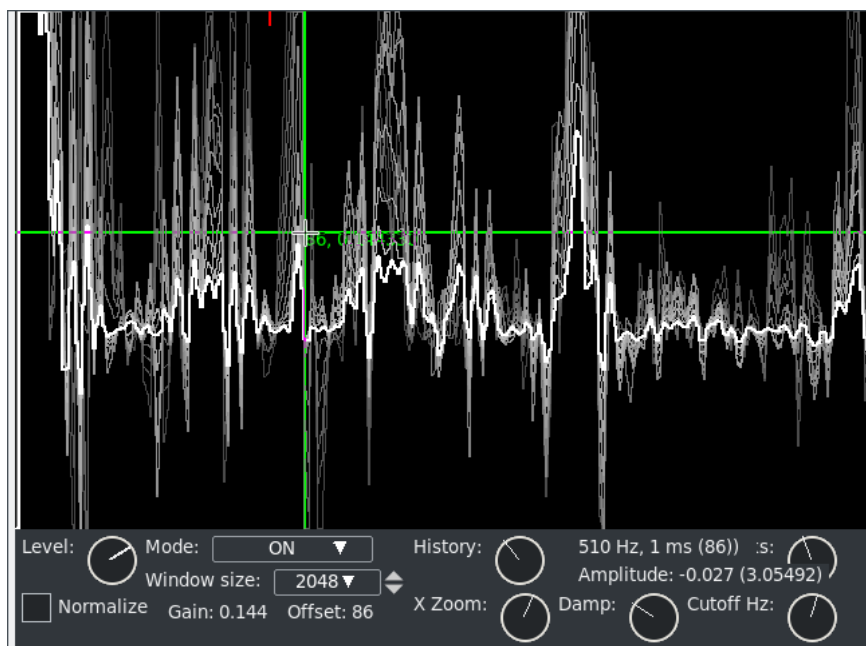 Level: Mode: ON History: 510 Hz, 1 ms (86)) :s:
Window size: 2048 Amplitude: -0.027 (3.05492)
Normalize Gain: 0.144 Offset: 86 X Zoom: Damp: Cutoff Hz: